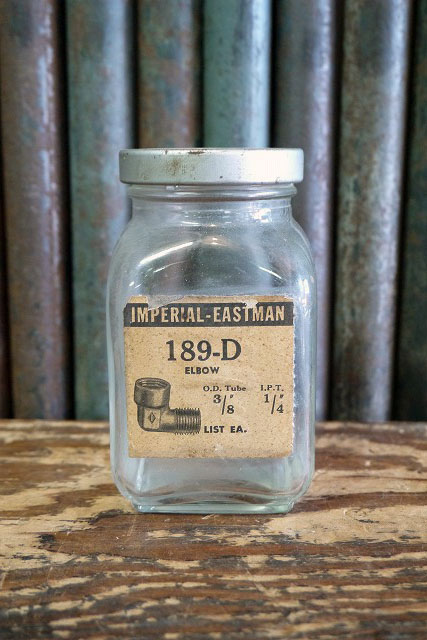 IMPERIAL-EASTMAN
189-D
ELBOW
O.D. Tube I.P.T.
3/8" 1/4"
LIST EA.